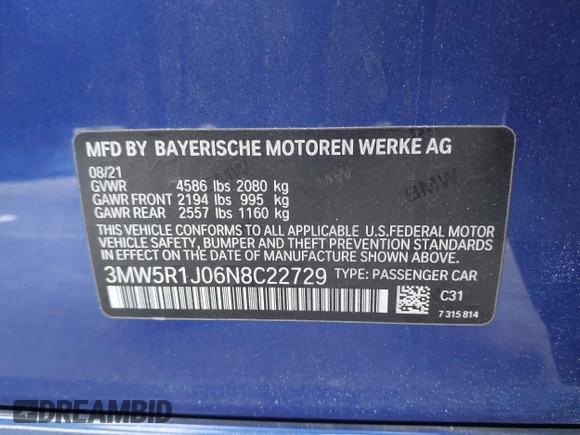 MFD BY BAYERISCHE MOTOREN WERKE AG
08/21
GVWR 4586 lbs 2080 kg
GAWR FRONT 2194 lbs 995 kg
GAWR REAR 2557 lbs 1160 kg
THIS VEHICLE CONFORMS TO ALL APPLICABLE U.S.FEDERAL MOTOR
VEHICLE SAFETY, BUMPER AND THEFT PREVENTION STANDARDS
IN EFFECT ON THE DATE OF MANUFACTURE SHOWN ABOVE.
3MW5R1J06N8C22729 TYPE: PASSENGER CAR
C31
7 315 814
BMW
DREAMBID